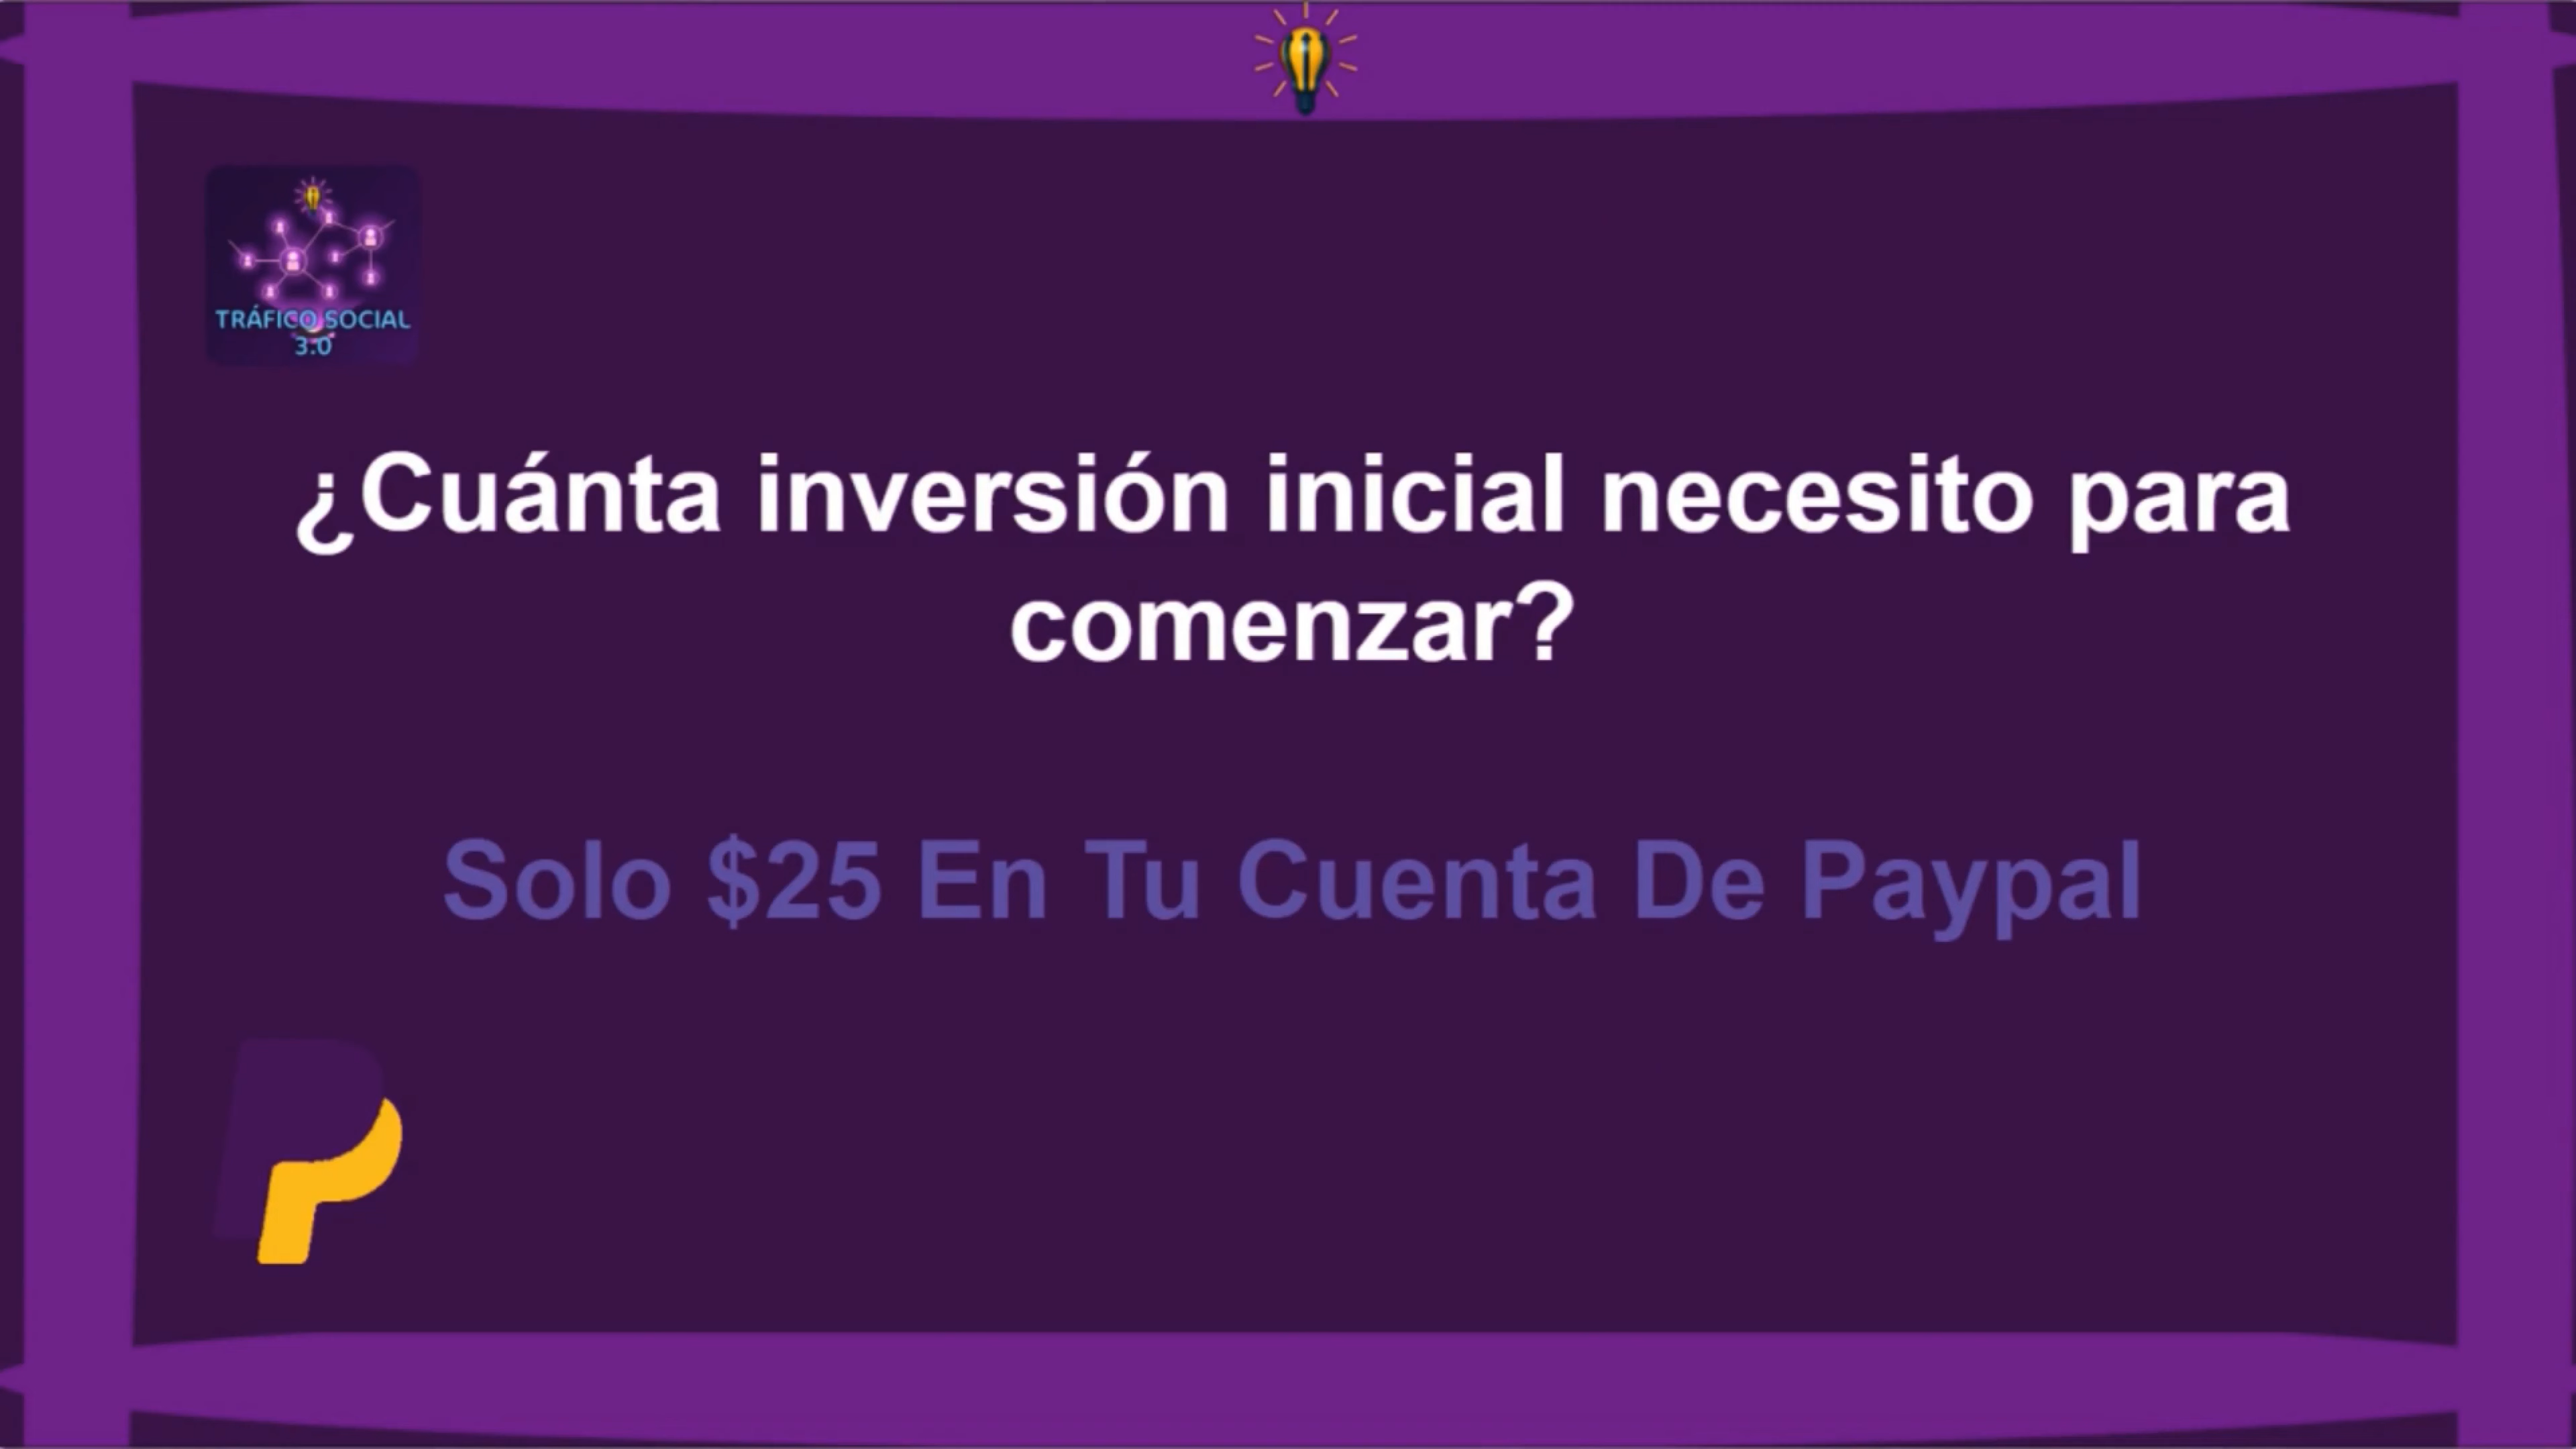 TRÁFICO SOCIAL
3.0
¿Cuánta inversión inicial necesito para
comenzar?
Solo $25 En Tu Cuenta De Paypal